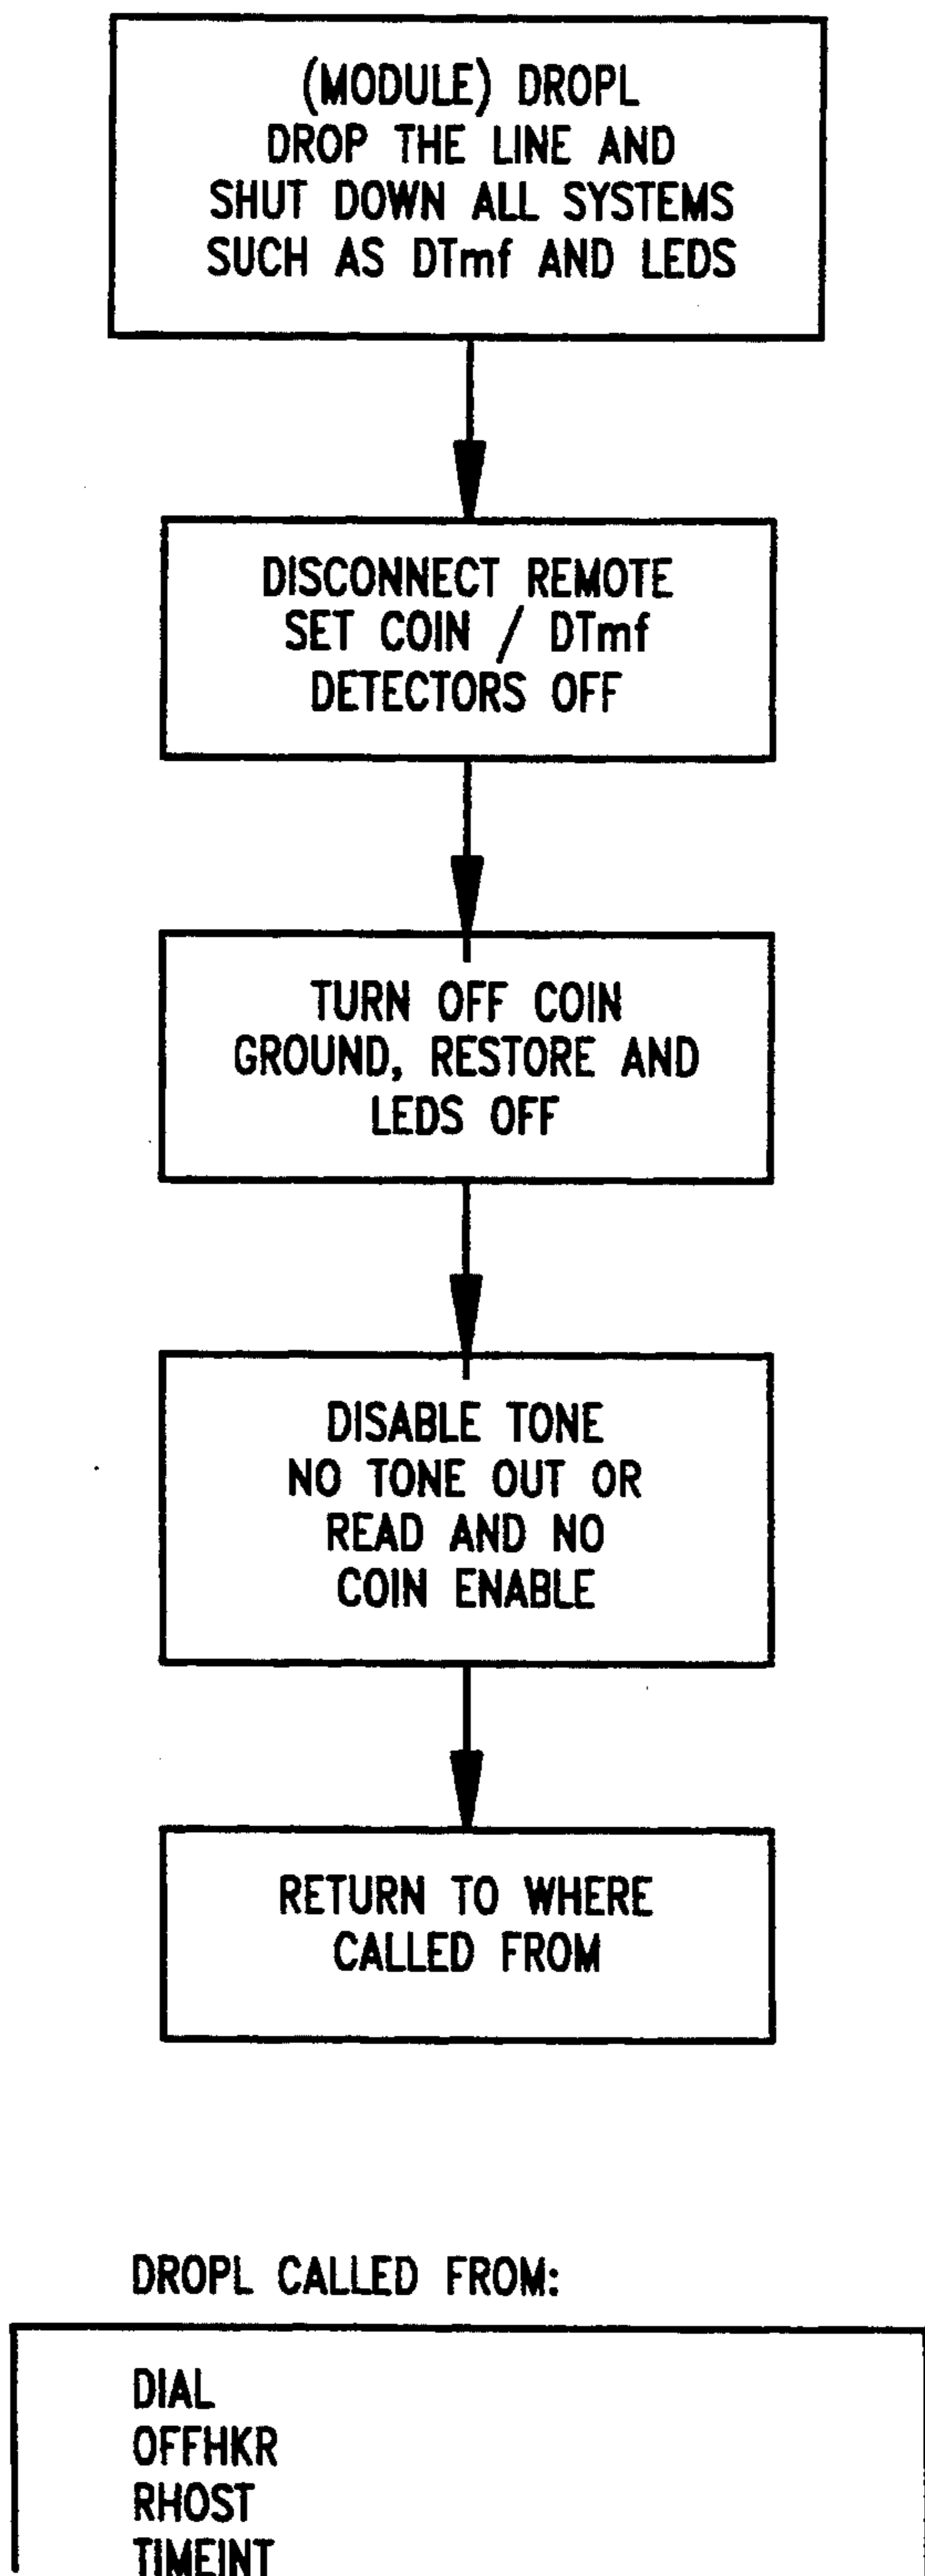 (MODULE) DROPL
DROP THE LINE AND
SHUT DOWN ALL SYSTEMS
SUCH AS DTmf AND LEDS
DISCONNECT REMOTE
SET COIN / DTmf
DETECTORS OFF
TURN OFF COIN
GROUND, RESTORE AND
LEDS OFF
DISABLE TONE
NO TONE OUT OR
READ AND NO
COIN ENABLE
RETURN TO WHERE
CALLED FROM
DROPL CALLED FROM:
DIAL
OFFHKR
RHOST
TIMEINT